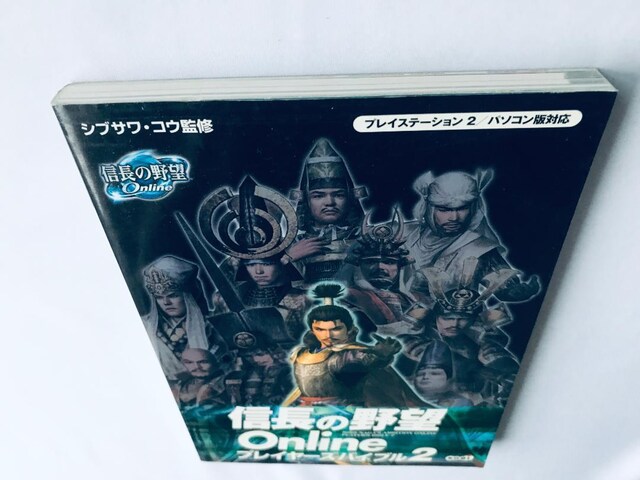 シブサワ・コウ監修
プレイステーション 2／パソコン版対応
信長の野望
Online
信長の野望
Online
プレイヤーズバイブル2